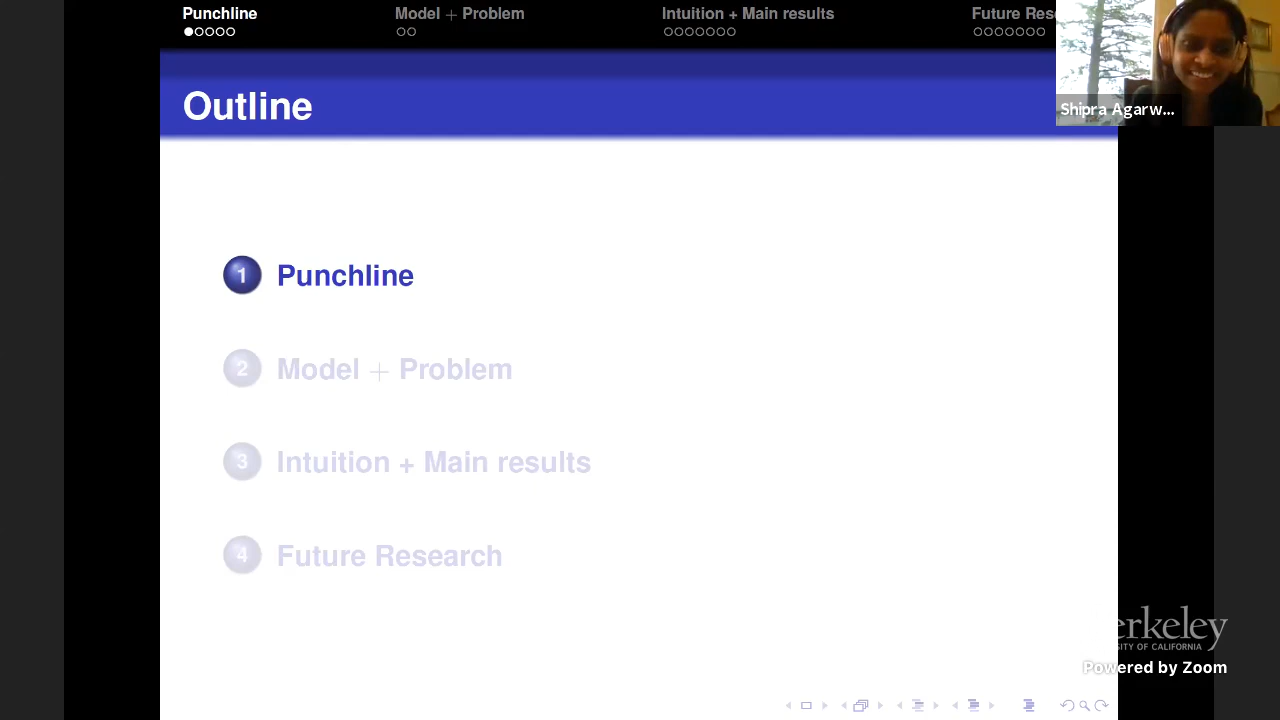 Punchline
Model + Problem
Intuition + Main results
Future Res
Outline
Shipra Agarw...
1 Punchline
2 Model + Problem
3 Intuition + Main results
4 Future Research
erkeley
SITY OF CALIFORNIA
Powered by Zoom